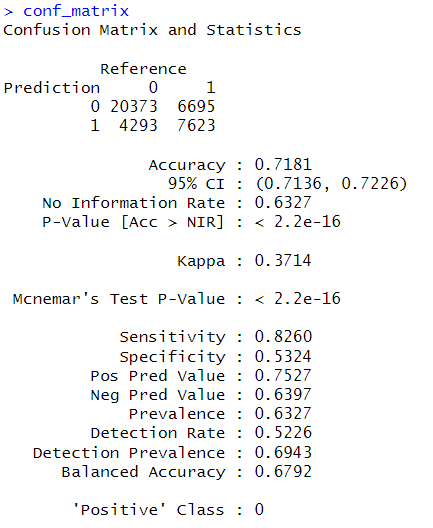 > conf_matrix
Confusion Matrix and Statistics
Reference
Prediction 0 1
0 20373 6695
1 4293 7623
Accuracy : 0.7181
95% CI : (0.7136, 0.7226)
No Information Rate : 0.6327
P-Value [Acc > NIR] : < 2.2e-16
Kappa : 0.3714
Mcnemar's Test P-Value : < 2.2e-16
Sensitivity : 0.8260
Specificity : 0.5324
Pos Pred Value : 0.7527
Neg Pred Value : 0.6397
Prevalence : 0.6327
Detection Rate : 0.5226
Detection Prevalence : 0.6943
Balanced Accuracy : 0.6792
'Positive' Class : 0